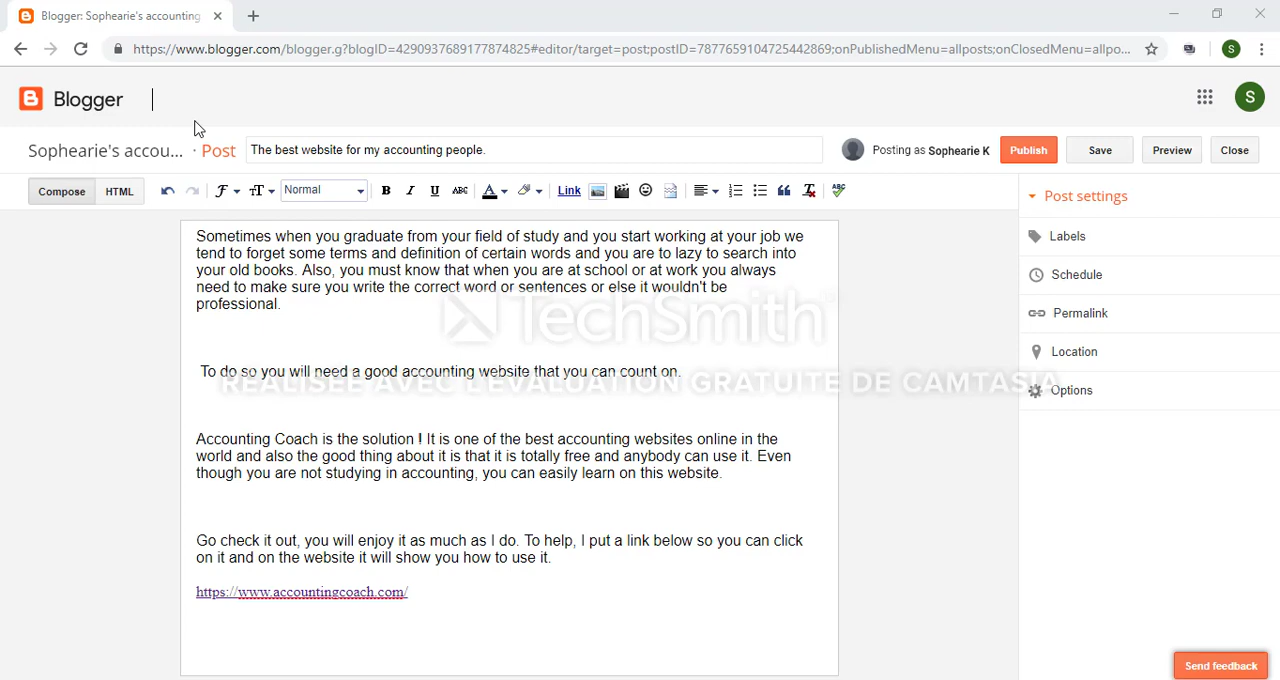 Blogger: Sophearie's accounting
https://www.blogger.com/blogger.g?blogID=4290937689177874825#editor/target=post;postID=7877659104725442869;onPublishedMenu=allposts;onClosedMenu=allpo...
S
Blogger
S
Sophearie's accou... · Post
The best website for my accounting people.
Posting as Sophearie K
Publish
Save
Preview
Close
Compose
HTML
Normal
Link
Post settings
Labels
Schedule
Permalink
Location
Options
Sometimes when you graduate from your field of study and you start working at your job we
tend to forget some terms and definition of certain words and you are to lazy to search into
your old books. Also, you must know that when you are at school or at work you always
need to make sure you write the correct word or sentences or else it wouldn't be
professional.
TechSmith
To do so you will need a good accounting website that you can count on.
RÉALISÉE AVEC L'ÉVALUATION GRATUITE DE CAMTASIA
Accounting Coach is the solution ! It is one of the best accounting websites online in the
world and also the good thing about it is that it is totally free and anybody can use it. Even
though you are not studying in accounting, you can easily learn on this website.
Go check it out, you will enjoy it as much as I do. To help, I put a link below so you can click
on it and on the website it will show you how to use it.
https://www.accountingcoach.com/
Send feedback